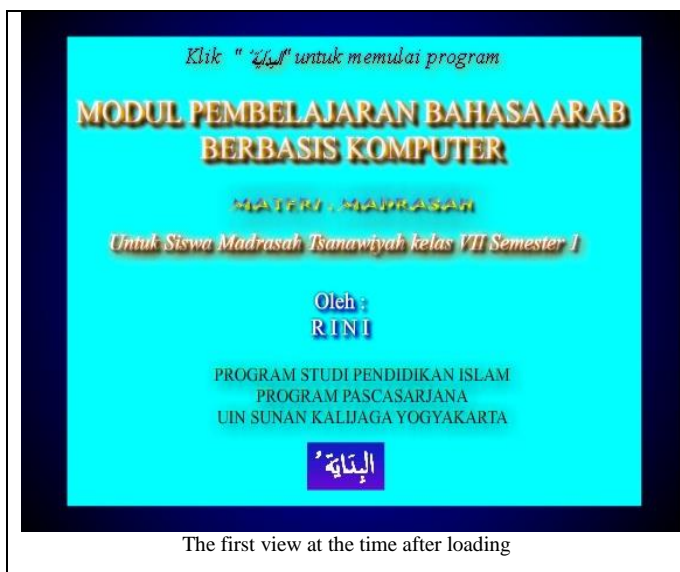 Klik " البداية " untuk memulai program
MODUL PEMBELAJARAN BAHASA ARAB
BERBASIS KOMPUTER
MATERI : MADRASAH
Untuk Siswa Madrasah Tsanawiyah kelas VII Semester 1
Oleh :
R I N I
PROGRAM STUDI PENDIDIKAN ISLAM
PROGRAM PASCASARJANA
UIN SUNAN KALIJAGA YOGYAKARTA
البِدَايَةُ
The first view at the time after loading